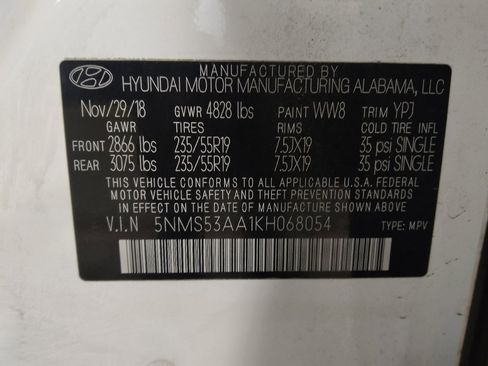 MANUFACTURED BY
HYUNDAI MOTOR MANUFACTURING ALABAMA, LLC
Nov/29/18 GVWR 4828 lbs PAINT WW8 TRIM YPJ
GAWR TIRES RIMS COLD TIRE INFL
FRONT 2866 lbs 235/55R19 7.5JX19 35 psi SINGLE
REAR 3075 lbs 235/55R19 7.5JX19 35 psi SINGLE
THIS VEHICLE CONFORMS TO ALL APPLICABLE U.S.A. FEDERAL
MOTOR VEHICLE SAFETY AND THEFT PREVENTION STANDARDS
IN EFFECT ON THE DATE OF MANUFACTURE SHOWN ABOVE
V.I.N 5NMS53AA1KH068054 TYPE: MPV